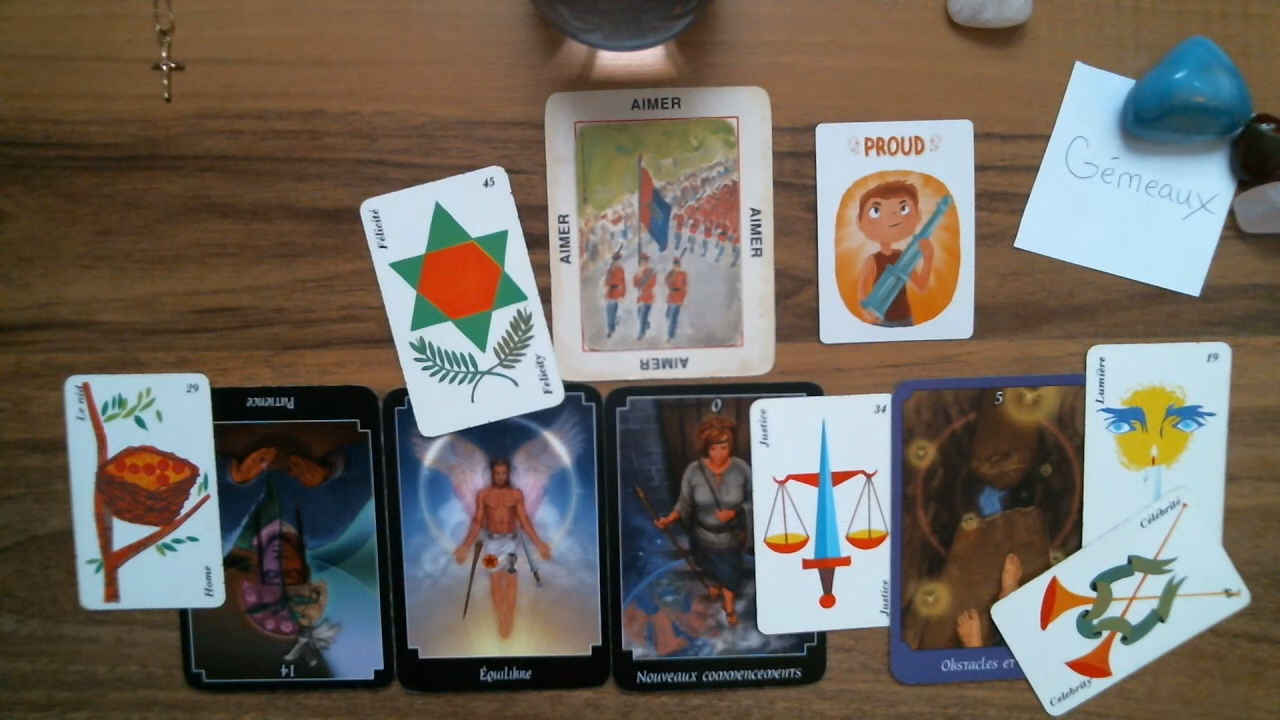 AIMER
AIMER
AIMER
AIMER
PROUD
Gémeaux
45
Félicité
Felicity
29
Le nid
Home
Patience
14
Équilibre
0
Nouveaux commencements
34
Justice
Justice
5
Obstacles et
19
Lumière
Célébrité
Celebrity